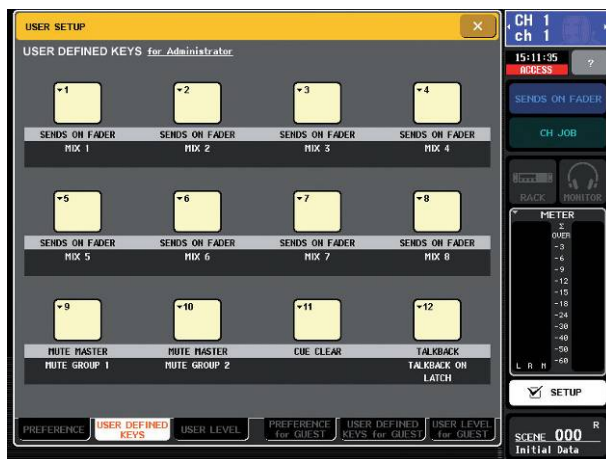 USER SETUP
×
USER DEFINED KEYS for Administrator
1
2
3
4
SENDS ON FADER
MIX 1
SENDS ON FADER
MIX 2
SENDS ON FADER
MIX 3
SENDS ON FADER
MIX 4
5
6
7
8
SENDS ON FADER
MIX 5
SENDS ON FADER
MIX 6
SENDS ON FADER
MIX 7
SENDS ON FADER
MIX 8
9
10
11
12
MUTE MASTER
MUTE GROUP 1
MUTE MASTER
MUTE GROUP 2
CUE CLEAR
TALKBACK
TALKBACK ON
LATCH
PREFERENCE
USER DEFINED
KEYS
USER LEVEL
PREFERENCE
for GUEST
USER DEFINED
KEYS for GUEST
USER LEVEL
for GUEST
CH 1
ch 1
15:11:35
ACCESS
?
SENDS ON FADER
CH JOB
RACK
MONITOR
METER
Σ
OVER
-3
-6
-9
-12
-15
-18
-24
-30
-40
-50
-60
L R M
SETUP
R
SCENE 000
Initial Data